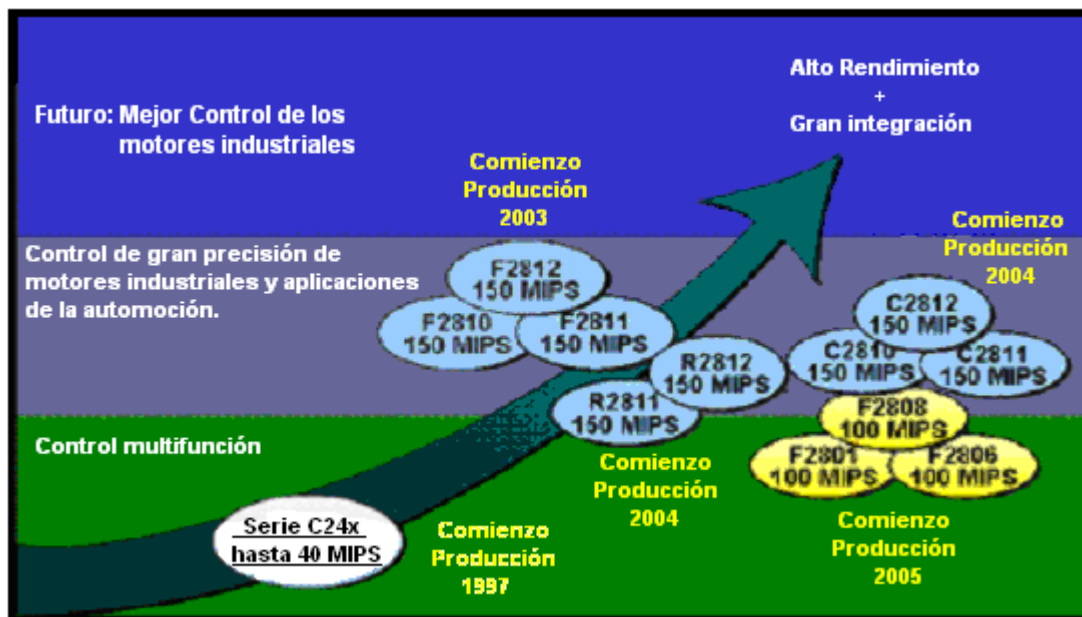 Alto Rendimiento
+
Gran integración
Futuro: Mejor Control de los
motores industriales
Comienzo
Producción
2003
Comienzo
Producción
2004
Control de gran precisión de
motores industriales y aplicaciones
de la automoción.
F2812
150 MIPS
F2810
150 MIPS
F2811
150 MIPS
C2812
150 MIPS
C2810
150 MIPS
C2811
150 MIPS
R2812
150 MIPS
R2811
150 MIPS
F2808
100 MIPS
F2801
100 MIPS
F2806
100 MIPS
Control multifunción
Comienzo
Producción
2004
Comienzo
Producción
2005
Serie C24x
hasta 40 MIPS
Comienzo
Producción
1997